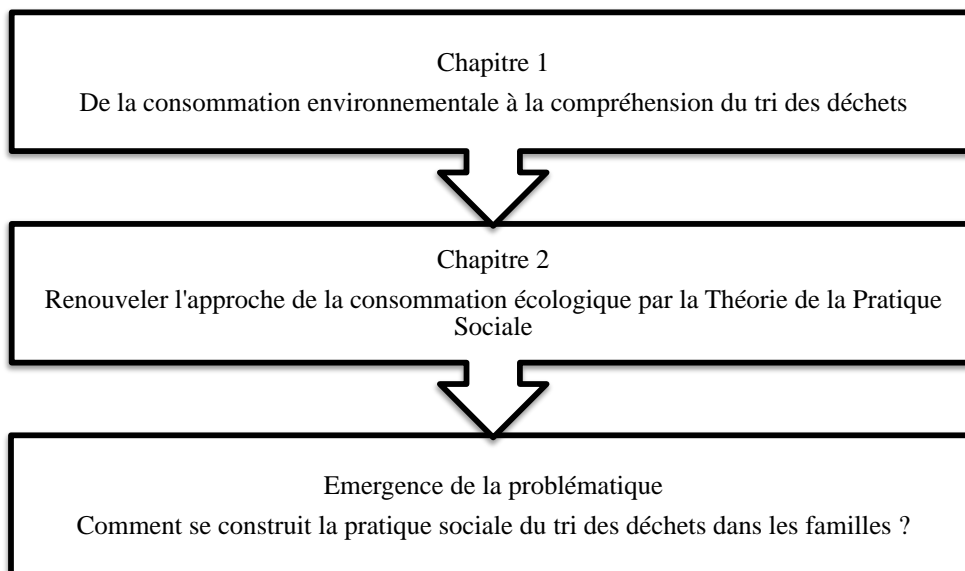 Chapitre 1
De la consommation environnementale à la compréhension du tri des déchets
Chapitre 2
Renouveler l'approche de la consommation écologique par la Théorie de la Pratique
Sociale
Emergence de la problématique
Comment se construit la pratique sociale du tri des déchets dans les familles ?